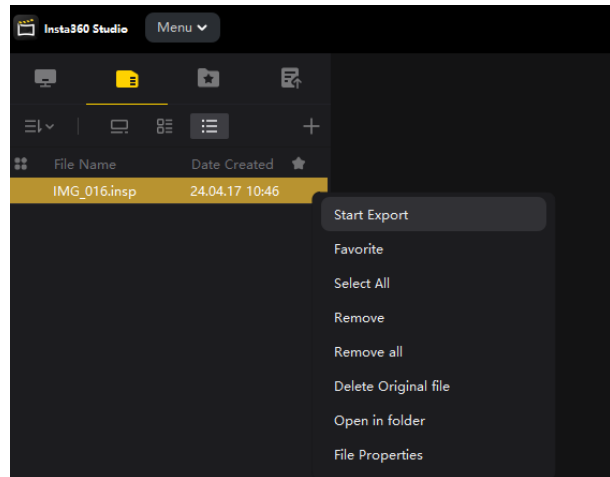 Insta360 Studio Menu
File Name Date Created
IMG_016.insp 24.04.17 10:46
Start Export
Favorite
Select All
Remove
Remove all
Delete Original file
Open in folder
File Properties